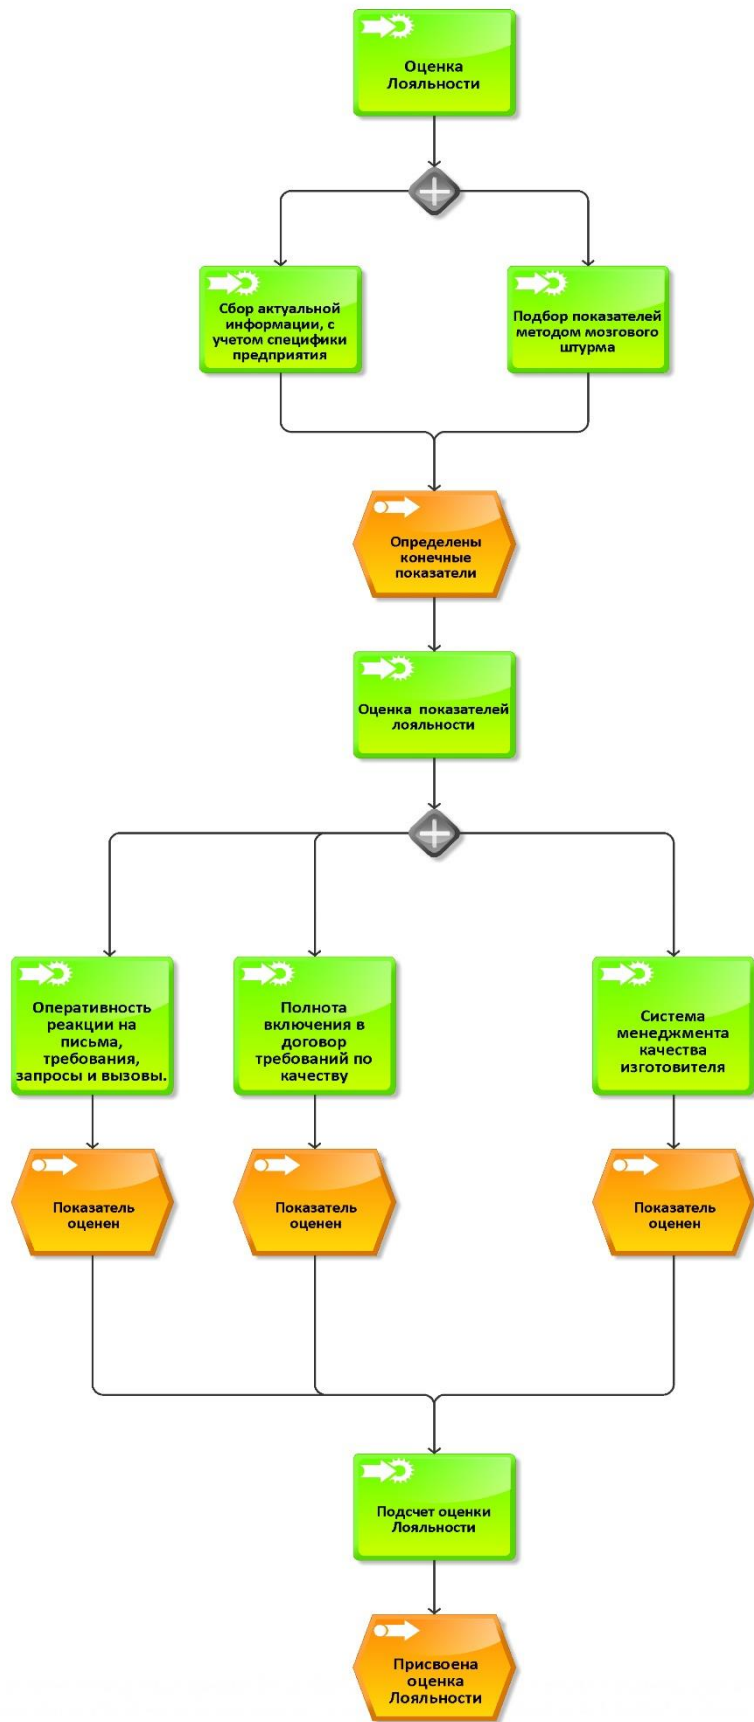 Оценка
Лояльности
Сбор актуальной
информации, с
учетом специфики
предприятия
Подбор показателей
методом мозгового
штурма
Определены
конечные
показатели
Оценка показателей
лояльности
Оперативность
реакции на
письма,
требования,
запросы и вызовы.
Полнота
включения в
договор
требований по
качеству
Система
менеджмента
качества
изготовителя
Показатель
оценен
Показатель
оценен
Показатель
оценен
Подсчет оценки
Лояльности
Присвоена
оценка
Лояльности